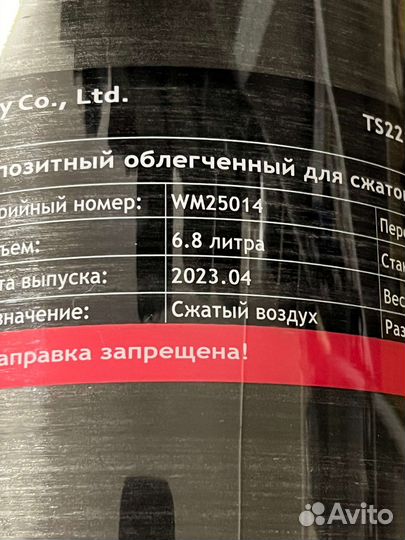 y Co., Ltd.
TS22
позитный облегченный для сжато
рийный номер: WM25014 Пере
ъем: 6.8 литра Ста
та выпуска: 2023.04 Вес
значение: Сжатый воздух Раз
аправка запрещена!
Avito